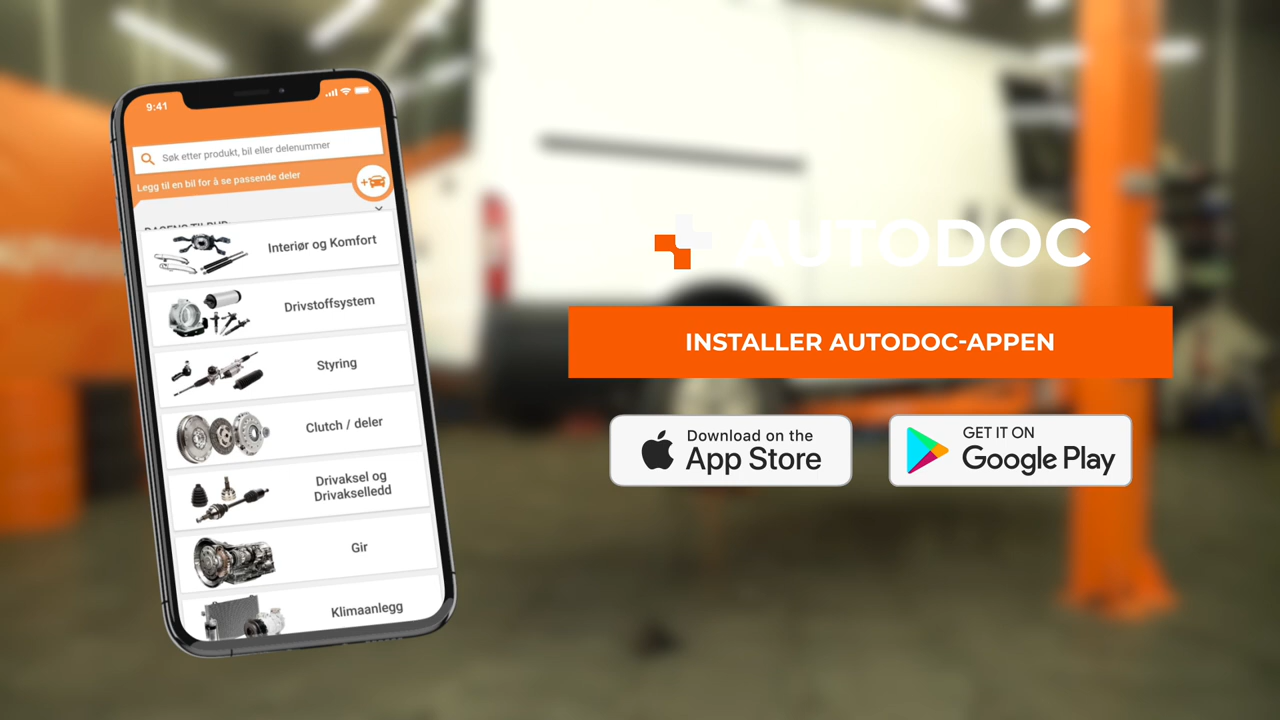 9:41
Søk etter produkt, bil eller delenummer
Legg til en bil for å se passende deler
Interiør og Komfort
Drivstoffsystem
Styring
Clutch / deler
Drivaksel og
Drivakselledd
Gir
Klimaanlegg
AUTODOC
INSTALLER AUTODOC-APPEN
Download on the
App Store
GET IT ON
Google Play